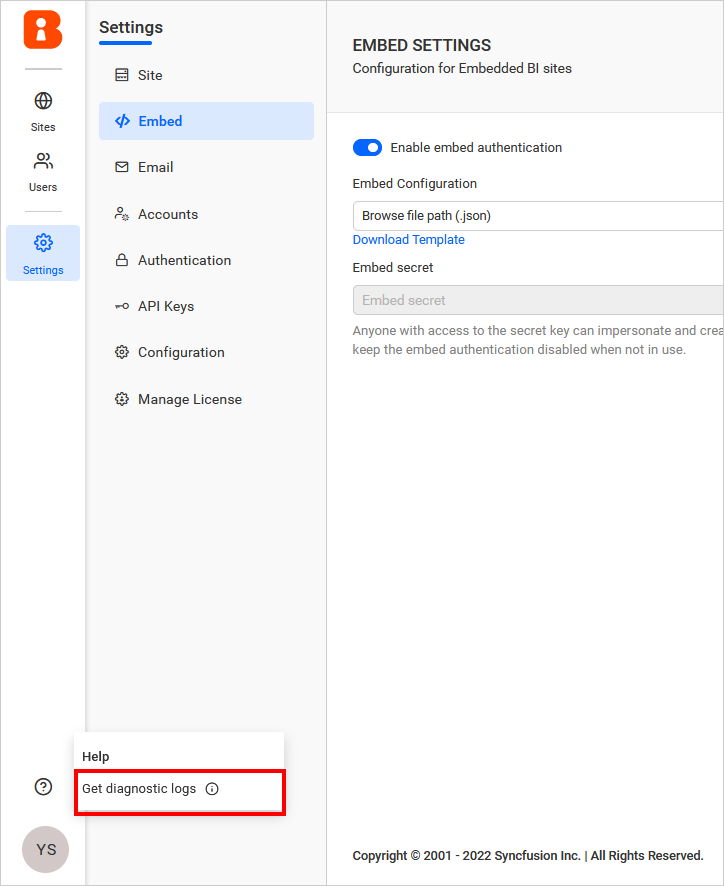 Sites
Users
Settings
Settings
Site
Embed
Email
Accounts
Authentication
API Keys
Configuration
Manage License
EMBED SETTINGS
Configuration for Embedded BI sites
Enable embed authentication
Embed Configuration
Browse file path (.json)
Download Template
Embed secret
Embed secret
Anyone with access to the secret key can impersonate and crea
keep the embed authentication disabled when not in use.
Help
Get diagnostic logs
YS
Copyright © 2001 - 2022 Syncfusion Inc. | All Rights Reserved.